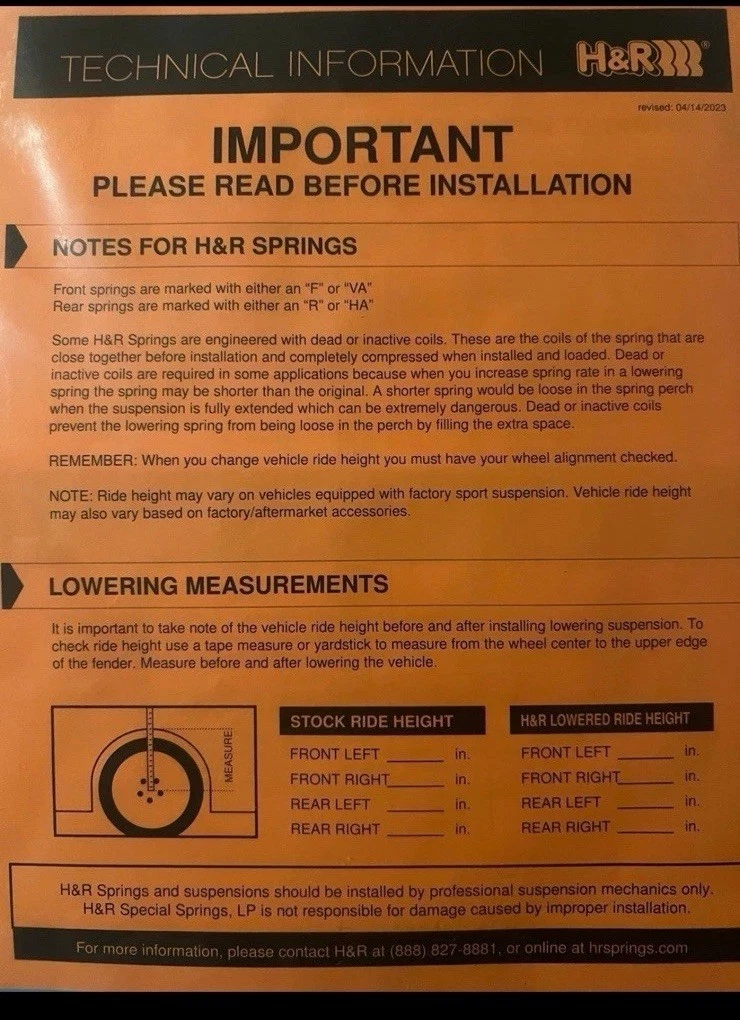 TECHNICAL INFORMATION H&R®
revised: 04/14/2023
IMPORTANT
PLEASE READ BEFORE INSTALLATION
NOTES FOR H&R SPRINGS
Front springs are marked with either an "F" or "VA"
Rear springs are marked with either an "R" or "HA"
Some H&R Springs are engineered with dead or inactive coils. These are the coils of the spring that are
close together before installation and completely compressed when installed and loaded. Dead or
inactive coils are required in some applications because when you increase spring rate in a lowering
spring the spring may be shorter than the original. A shorter spring would be loose in the spring perch
when the suspension is fully extended which can be extremely dangerous. Dead or inactive coils
prevent the lowering spring from being loose in the perch by filling the extra space.
REMEMBER: When you change vehicle ride height you must have your wheel alignment checked.
NOTE: Ride height may vary on vehicles equipped with factory sport suspension. Vehicle ride height
may also vary based on factory/aftermarket accessories.
LOWERING MEASUREMENTS
It is important to take note of the vehicle ride height before and after installing lowering suspension. To
check ride height use a tape measure or yardstick to measure from the wheel center to the upper edge
of the fender. Measure before and after lowering the vehicle.
MEASURE
STOCK RIDE HEIGHT
FRONT LEFT ______ in.
FRONT RIGHT ______ in.
REAR LEFT ______ in.
REAR RIGHT ______ in.
H&R LOWERED RIDE HEIGHT
FRONT LEFT ______ in.
FRONT RIGHT ______ in.
REAR LEFT ______ in.
REAR RIGHT ______ in.
H&R Springs and suspensions should be installed by professional suspension mechanics only.
H&R Special Springs, LP is not responsible for damage caused by improper installation.
For more information, please contact H&R at (888) 827-8881, or online at hrsprings.com